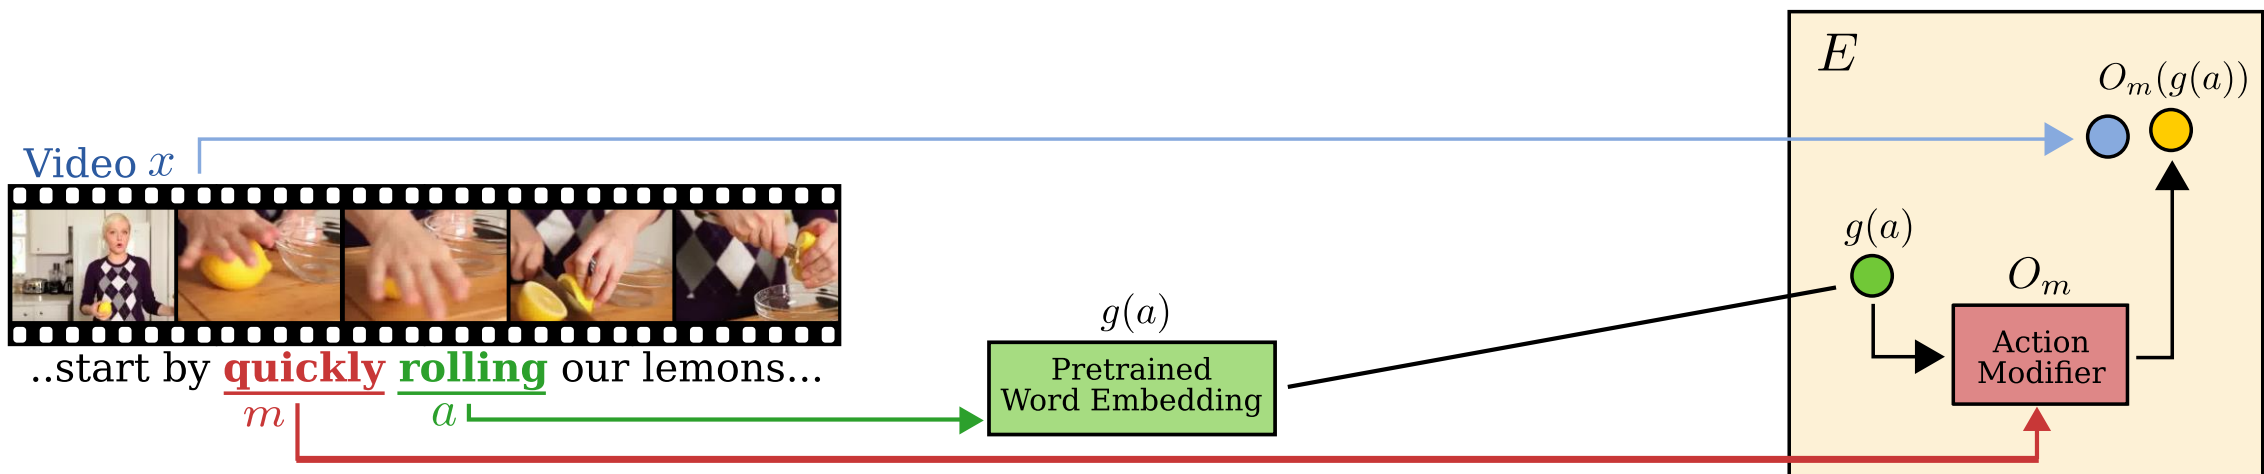 E
O_m(g(a))
Video x
g(a)
O_m
g(a)
Action
Modifier
Pretrained
Word Embedding
..start by quickly rolling our lemons...
m a